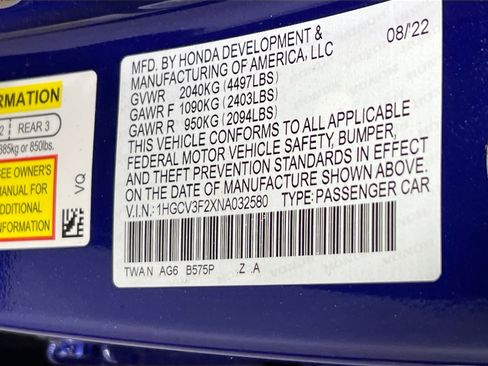 MFD. BY HONDA DEVELOPMENT & 08/'22
MANUFACTURING OF AMERICA, LLC
GVWR 2040KG (4497LBS)
GAWR F 1090KG (2403LBS)
GAWR R 950KG (2094LBS)
THIS VEHICLE CONFORMS TO ALL APPLICABLE
FEDERAL MOTOR VEHICLE SAFETY, BUMPER,
AND THEFT PREVENTION STANDARDS IN EFFECT
ON THE DATE OF MANUFACTURE SHOWN ABOVE.
V.I.N.: 1HGCV3F2XNA032580 TYPE: PASSENGER CAR
TWAN AG6 B575P Z A
RMATION
2 REAR 3
385kg or 850lbs.
SEE OWNER'S
MANUAL FOR
ADDITIONAL
INFORMATION
VQ